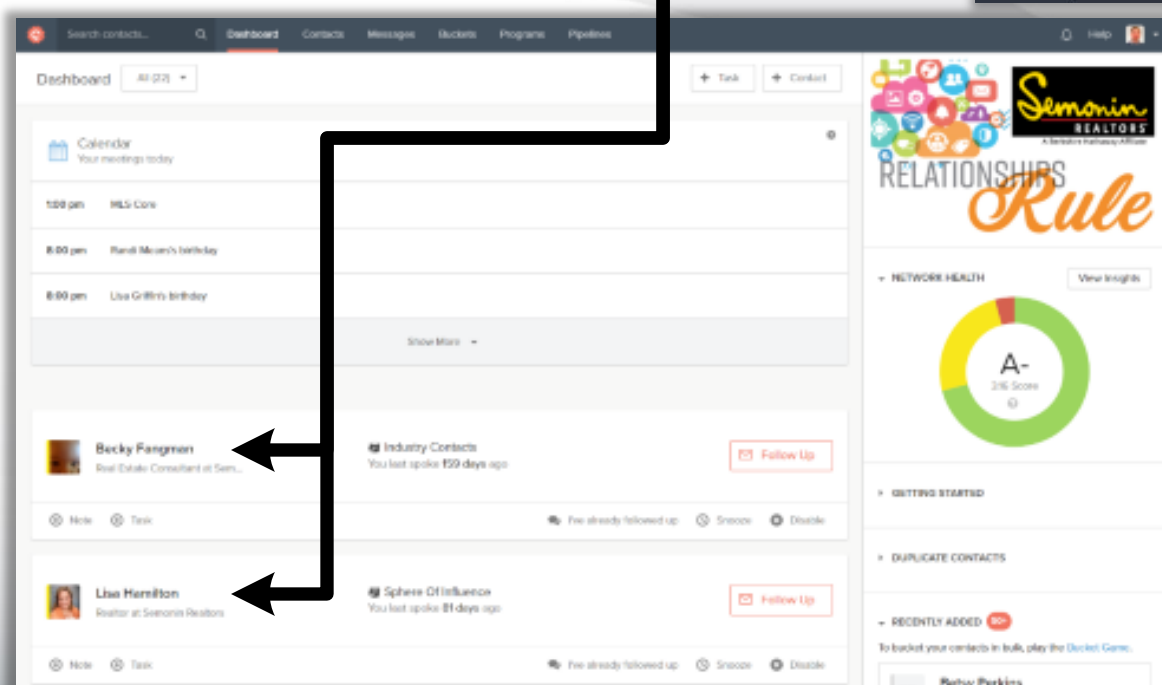 Search contacts...
Dashboard
Contacts
Messages
Buckets
Programs
Pipelines
Help
Dashboard
All (22)
+ Task
+ Contact
Calendar
Your meetings today
1:00 pm MLS Core
8:00 pm Randi birthday
8:00 pm Lisa Griffin's birthday
Show More
Becky Fangman
Real Estate Consultant at Sem...
Industry Contacts
You last spoke 159 days ago
Follow Up
Note
Task
I've already followed up
Snooze
Disable
Lisa Hamilton
Realtor at Semonin Realtors
Sphere Of Influence
You last spoke 81 days ago
Follow Up
Note
Task
I've already followed up
Snooze
Disable
Semonin
REALTORS
A Berkshire Hathaway Affiliate
RELATIONSHIPS
Rule
NETWORK HEALTH
View Insights
A-
3.16 Score
GETTING STARTED
DUPLICATE CONTACTS
RECENTLY ADDED
To bucket your contacts in bulk, play the Bucket Game.
Betsy Perkins